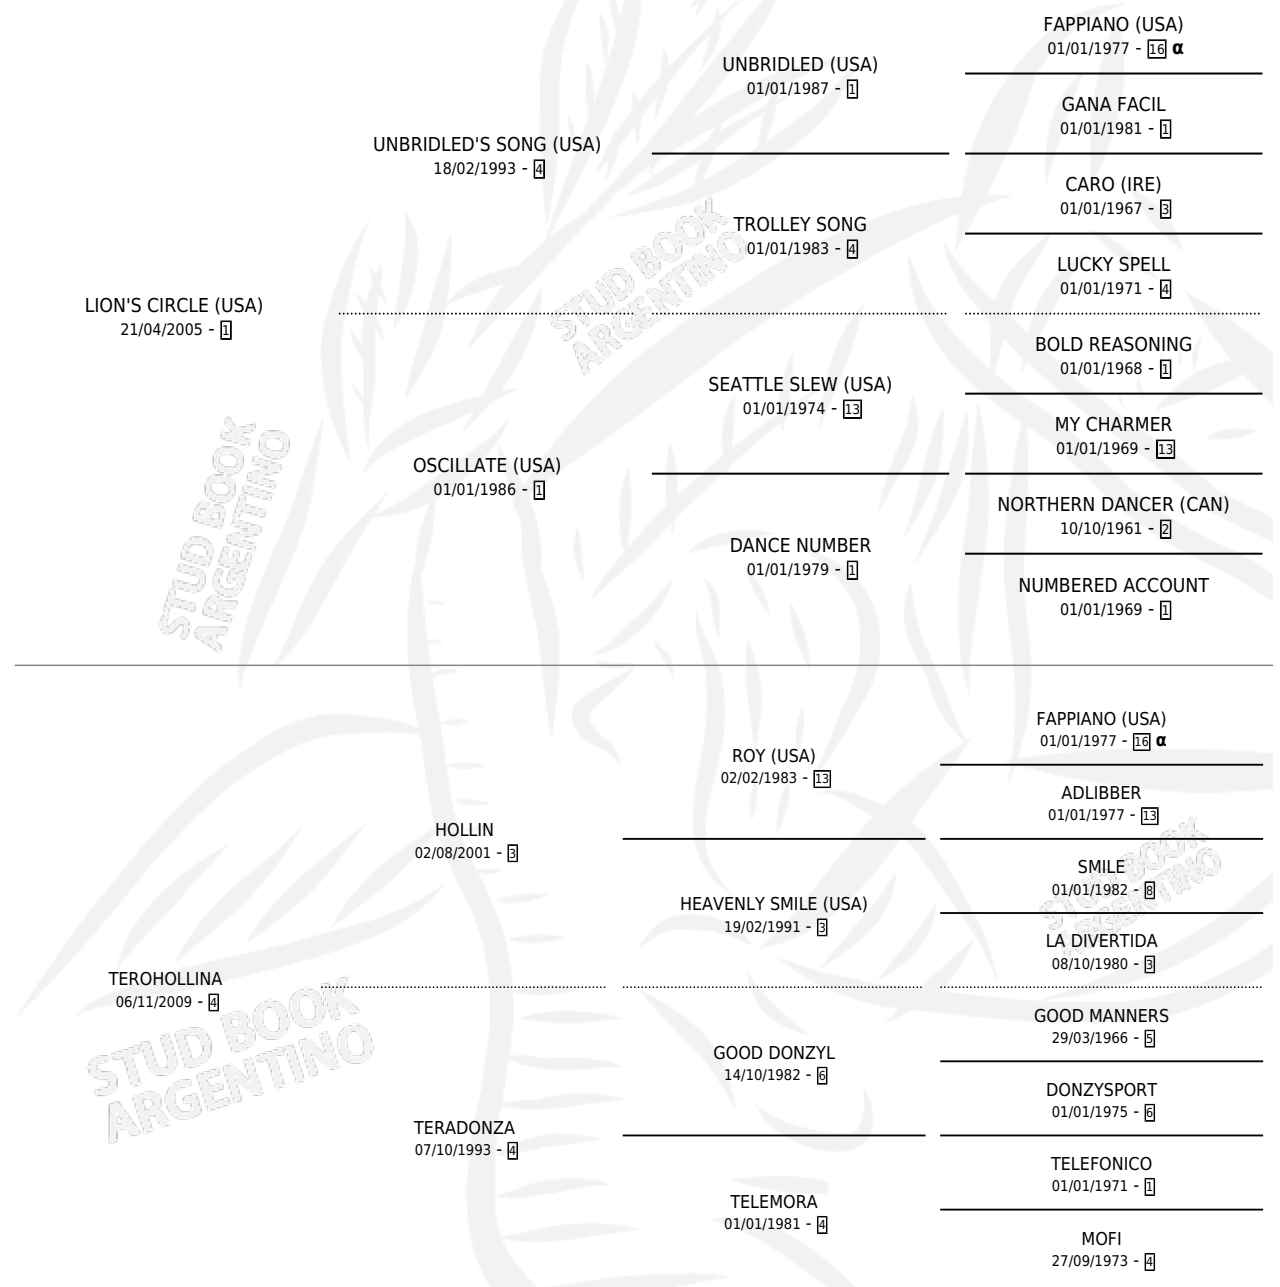 FAPPIANO (USA)
01/01/1977 - 16 α
UNBRIDLED (USA)
01/01/1987 - 1
GANA FACIL
01/01/1981 - 1
UNBRIDLED'S SONG (USA)
18/02/1993 - 4
CARO (IRE)
01/01/1967 - 3
TROLLEY SONG
01/01/1983 - 4
LUCKY SPELL
01/01/1971 - 4
STUD BOOK
ARGENTINO
LION'S CIRCLE (USA)
21/04/2005 - 1
BOLD REASONING
01/01/1968 - 1
SEATTLE SLEW (USA)
01/01/1974 - 13
MY CHARMER
01/01/1969 - 13
OSCILLATE (USA)
01/01/1986 - 1
NORTHERN DANCER (CAN)
10/10/1961 - 2
DANCE NUMBER
01/01/1979 - 1
NUMBERED ACCOUNT
01/01/1969 - 1
STUD BOOK
ARGENTINO
FAPPIANO (USA)
01/01/1977 - 16 α
ROY (USA)
02/02/1983 - 13
ADLIBBER
01/01/1977 - 13
HOLLIN
02/08/2001 - 3
SMILE
01/01/1982 - 8
HEAVENLY SMILE (USA)
19/02/1991 - 3
LA DIVERTIDA
08/10/1980 - 3
STUD BOOK
ARGENTINO
TEROHOLLINA
06/11/2009 - 4
GOOD MANNERS
29/03/1966 - 5
GOOD DONZYL
14/10/1982 - 6
DONZYSPORT
01/01/1975 - 6
STUD BOOK
ARGENTINO
TERADONZA
07/10/1993 - 4
TELEFONICO
01/01/1971 - 1
TELEMORA
01/01/1981 - 4
MOFI
27/09/1973 - 4